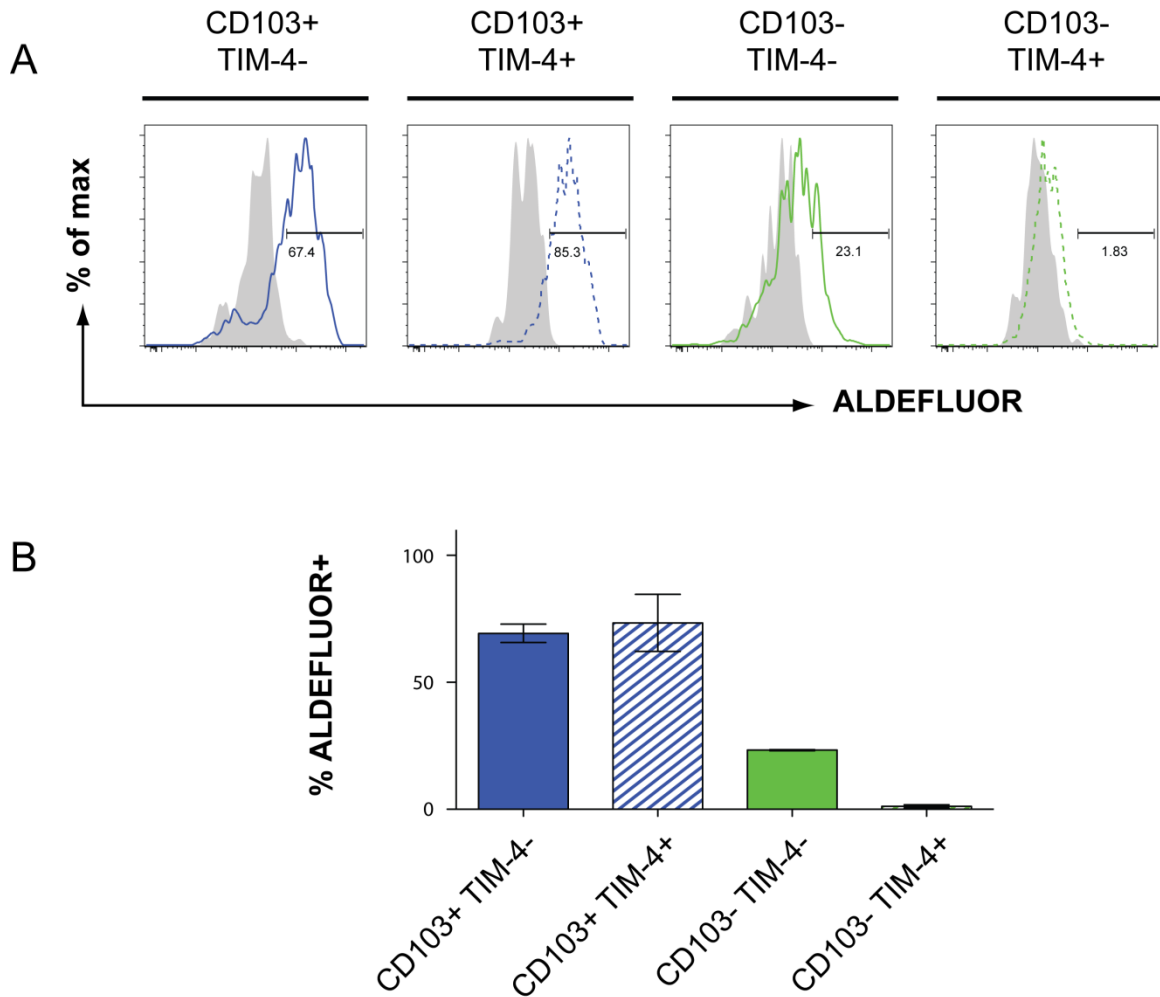 A
CD103+
TIM-4-
CD103+
TIM-4+
CD103-
TIM-4-
CD103-
TIM-4+
% of max
67.4
85.3
23.1
1.83
ALDEFLUOR
B
% ALDEFLUOR+
100
50
0
CD103+ TIM-4-
CD103+ TIM-4+
CD103- TIM-4-
CD103- TIM-4+